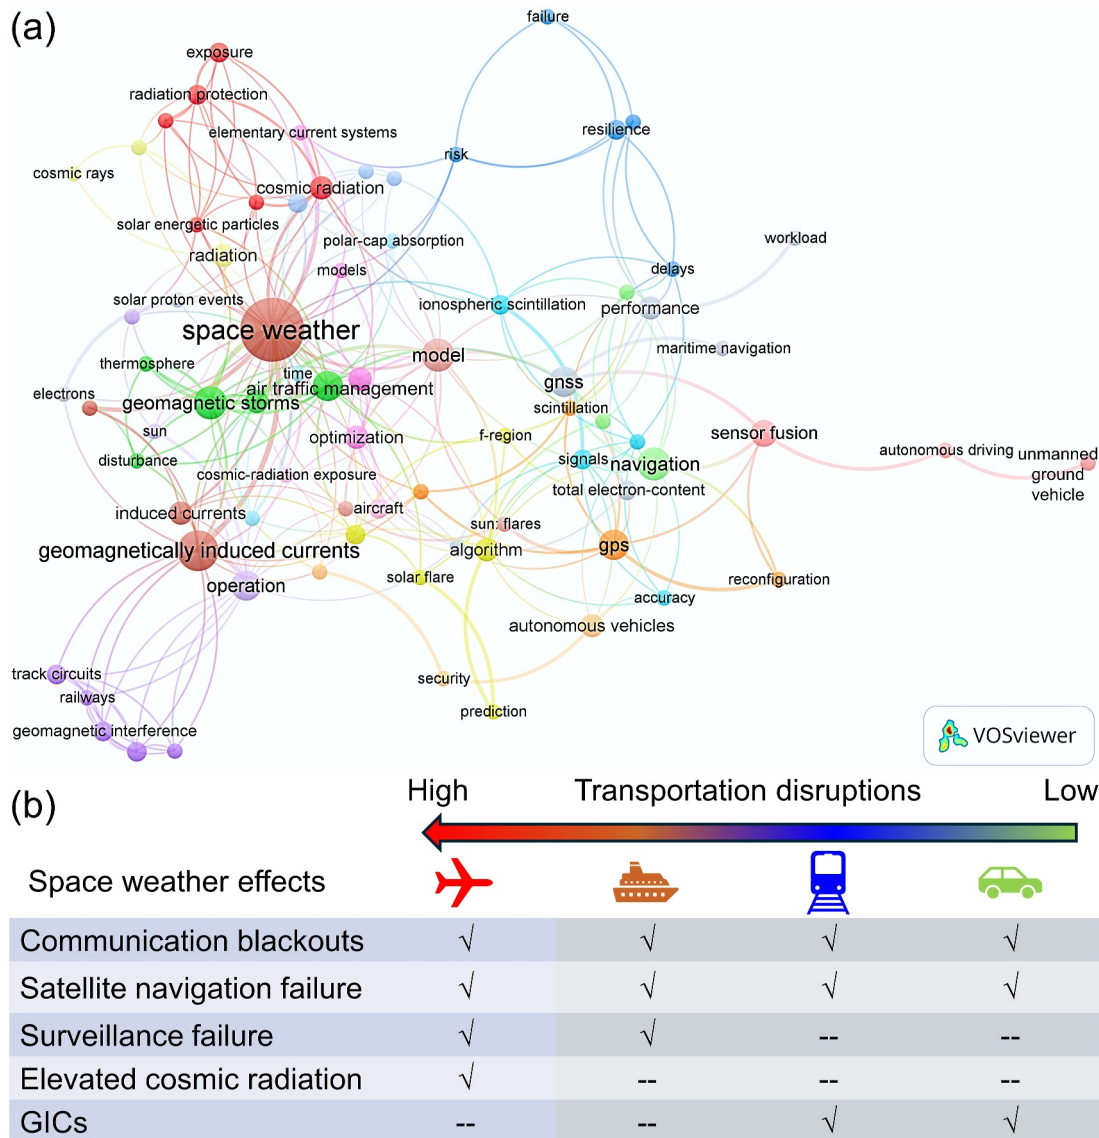 (a)
failure
exposure
radiation protection
elementary current systems
resilience
risk
cosmic rays
cosmic radiation
solar energetic particles
polar-cap absorption
workload
radiation
models
delays
solar proton events
ionospheric scintillation
performance
space weather
maritime navigation
model
thermosphere
time
gnss
electrons
air traffic management
geomagnetic storms
scintillation
sun
optimization
f-region
sensor fusion
disturbance
signals
navigation
autonomous driving
unmanned
ground
vehicle
cosmic-radiation exposure
total electron-content
induced currents
aircraft
sun: flares
geomagnetically induced currents
algorithm
gps
operation
solar flare
reconfiguration
accuracy
autonomous vehicles
track circuits
security
railways
prediction
geomagnetic interference
VOSviewer
(b)
High Transportation disruptions Low
Space weather effects
Communication blackouts √ √ √ √
Satellite navigation failure √ √ √ √
Surveillance failure √ √ -- --
Elevated cosmic radiation √ -- -- --
GICs -- -- √ √